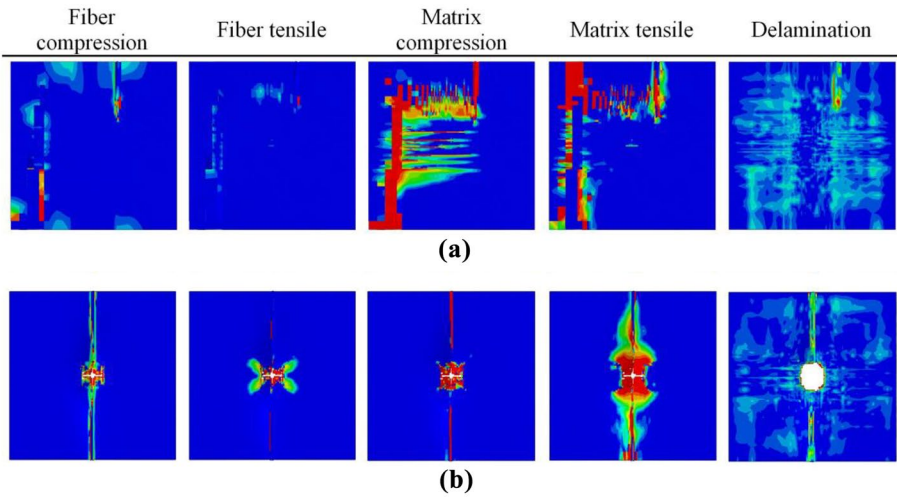 Fiber compression
Fiber tensile
Matrix compression
Matrix tensile
Delamination
(a)
(b)